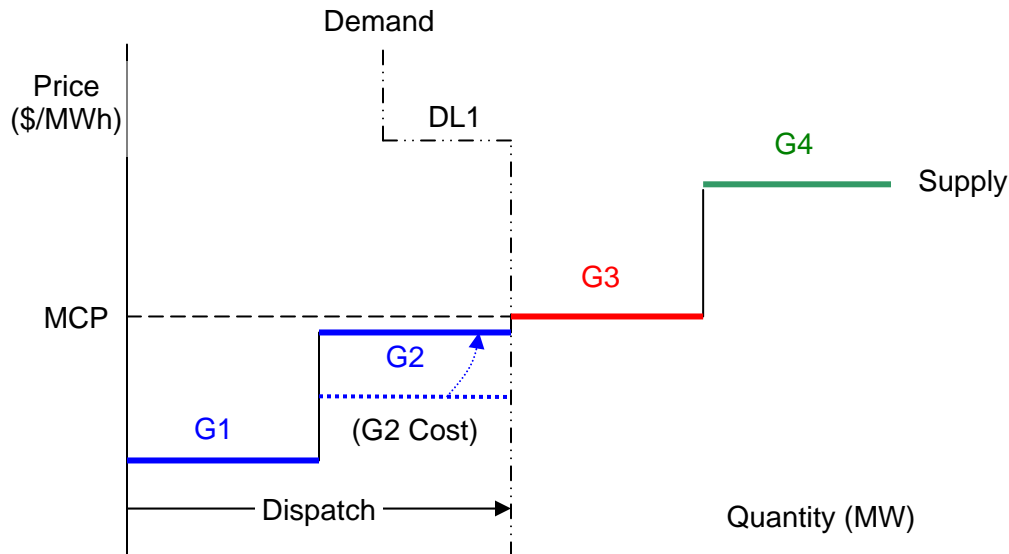 Demand
Price
($/MWh)
DL1
G4
Supply
G3
MCP
G2
G1
(G2 Cost)
Dispatch
Quantity (MW)